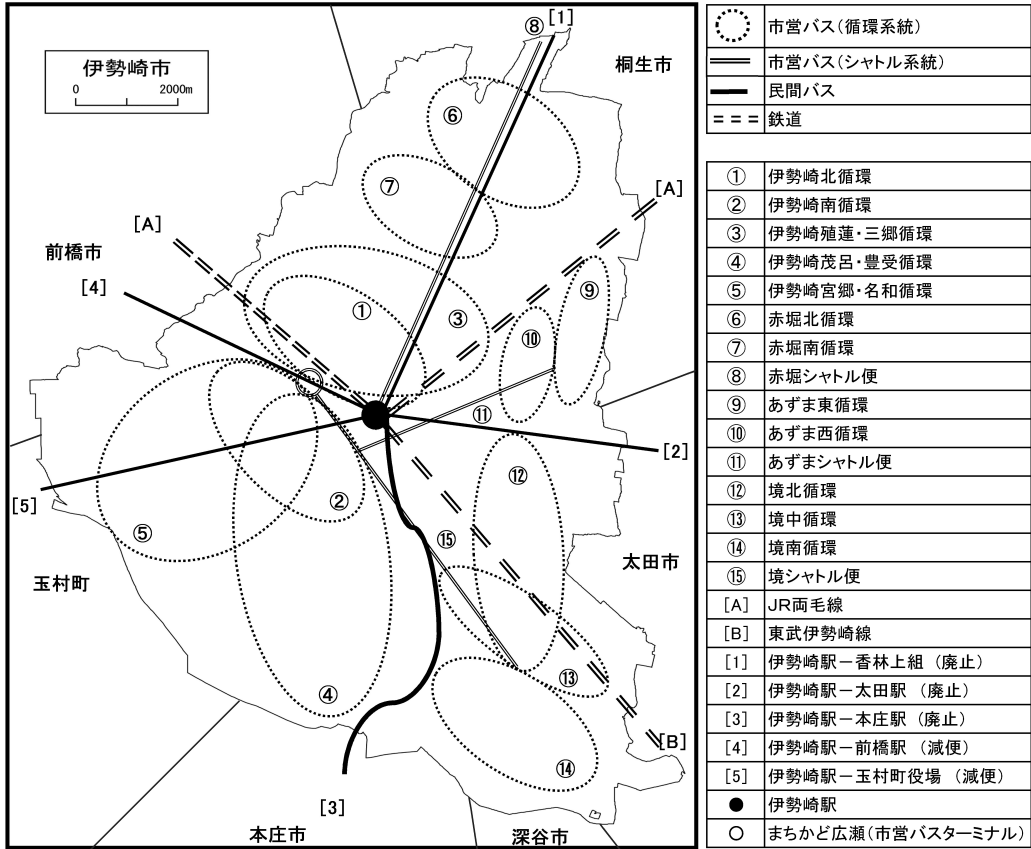 伊勢崎市
0 2000m
⑧ [1]
桐生市
⑥
⑦
[A]
[A]
前橋市
[4]
①
③
⑨
⑩
⑪
[2]
[5]
②
⑫
⑤
⑮
太田市
玉村町
④
⑬
[B]
⑭
[3]
本庄市
深谷市
市営バス(循環系統)
市営バス(シャトル系統)
民間バス
鉄道
① 伊勢崎北循環
② 伊勢崎南循環
③ 伊勢崎殖蓮・三郷循環
④ 伊勢崎茂呂・豊受循環
⑤ 伊勢崎宮郷・名和循環
⑥ 赤堀北循環
⑦ 赤堀南循環
⑧ 赤堀シャトル便
⑨ あずま東循環
⑩ あずま西循環
⑪ あずまシャトル便
⑫ 境北循環
⑬ 境中循環
⑭ 境南循環
⑮ 境シャトル便
[A] JR両毛線
[B] 東武伊勢崎線
[1] 伊勢崎駅－香林上組 (廃止)
[2] 伊勢崎駅－太田駅 (廃止)
[3] 伊勢崎駅－本庄駅 (廃止)
[4] 伊勢崎駅－前橋駅 (減便)
[5] 伊勢崎駅－玉村町役場 (減便)
● 伊勢崎駅
○ まちかど広瀬(市営バスターミナル)